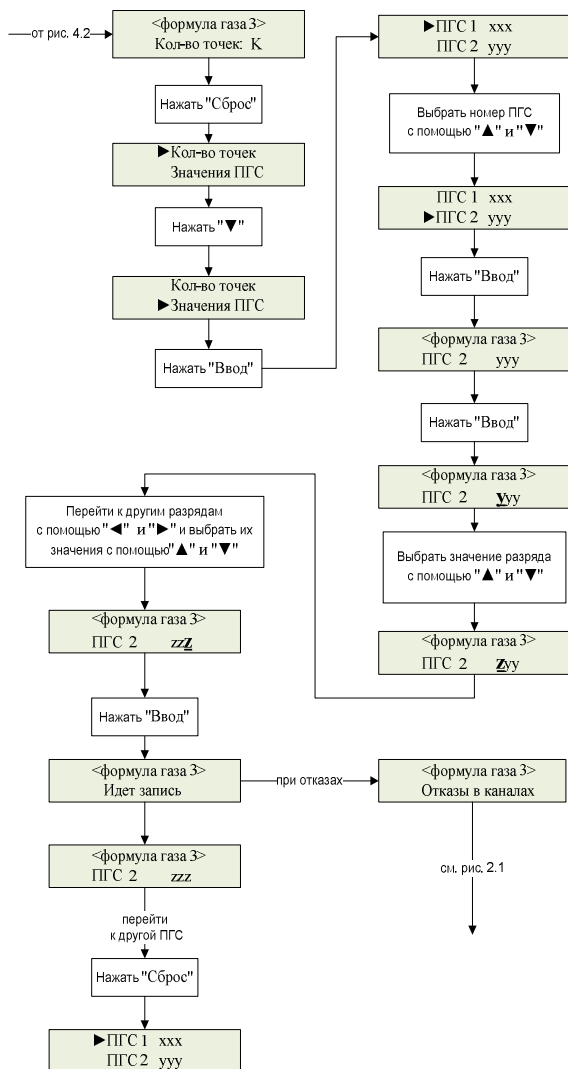 от рис. 4.2
<формула газа 3>
Кол-во точек: K
Нажать "Сброс"
►Кол-во точек
Значения ПГС
Нажать "▼"
Кол-во точек
►Значения ПГС
Нажать "Ввод"
►ПГС 1 xxx
ПГС 2 yyy
Выбрать номер ПГС
с помощью "▲" и "▼"
ПГС 1 xxx
►ПГС 2 yyy
Нажать "Ввод"
<формула газа 3>
ПГС 2 yyy
Нажать "Ввод"
<формула газа 3>
ПГС 2 yyy
Выбрать значение разряда
с помощью "▲" и "▼"
<формула газа 3>
ПГС 2 zyy
Перейти к другим разрядам
с помощью "◄" и "►" и выбрать их
значения с помощью "▲" и "▼"
<формула газа 3>
ПГС 2 zzz
Нажать "Ввод"
<формула газа 3>
Идет запись
при отказах
<формула газа 3>
Отказы в каналах
см. рис. 2.1
<формула газа 3>
ПГС 2 zzz
перейти
к другой ПГС
Нажать "Сброс"
►ПГС 1 xxx
ПГС 2 yyy